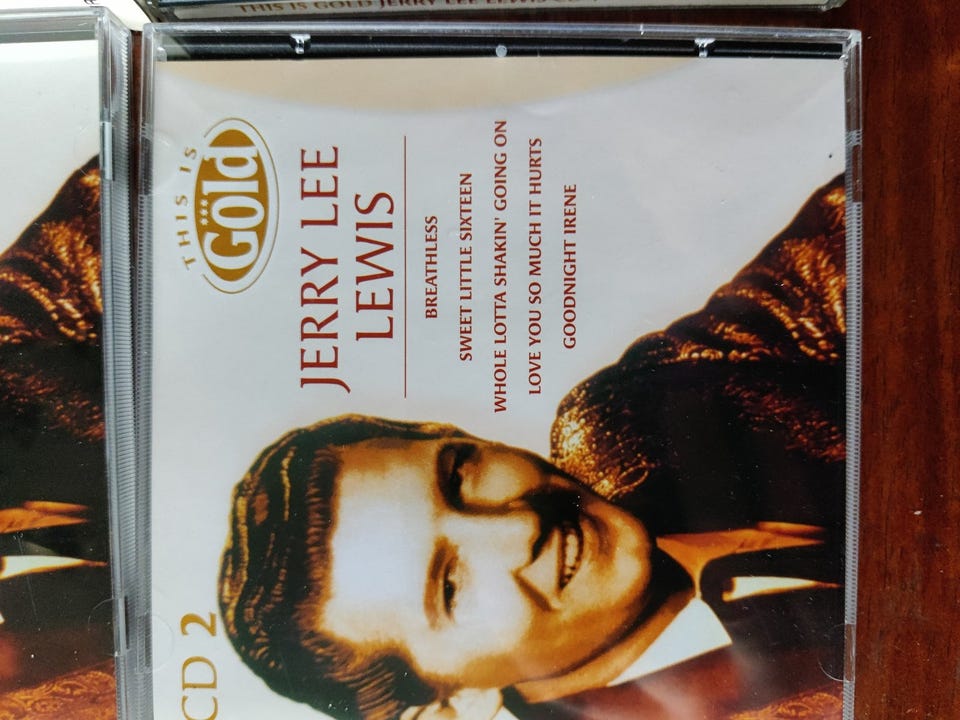 THIS IS GOLD JERRY LEE LEWIS CD
THIS IS
Gold
JERRY LEE
LEWIS
BREATHLESS
SWEET LITTLE SIXTEEN
WHOLE LOTTA SHAKIN' GOING ON
LOVE YOU SO MUCH IT HURTS
GOODNIGHT IRENE
CD 2